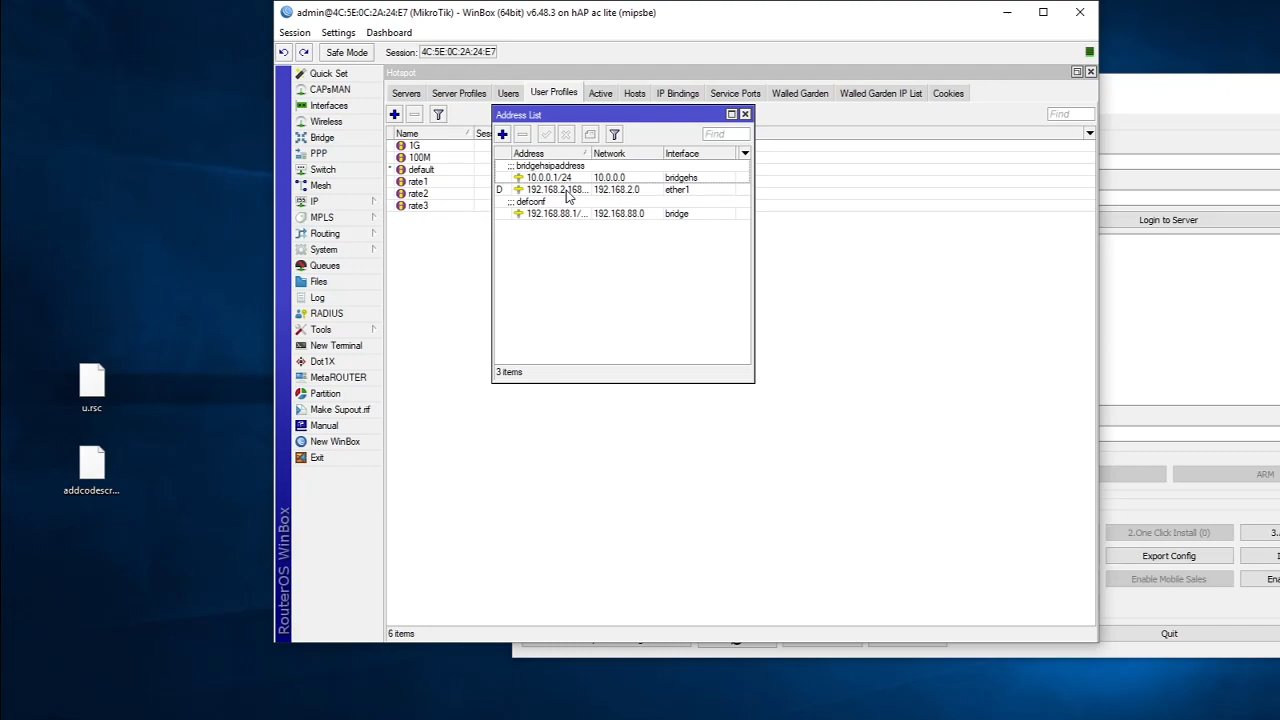 admin@4C:5E:0C:2A:24:E7 (MikroTik) - WinBox (64bit) v6.48.3 on hAP ac lite (mipsbe)
Session Settings Dashboard
Safe Mode Session: 4C:5E:0C:2A:24:E7
Quick Set
CAPsMAN
Interfaces
Wireless
Bridge
PPP
Switch
Mesh
IP
MPLS
Routing
System
Queues
Files
Log
RADIUS
Tools
New Terminal
Dot1X
MetaROUTER
Partition
Make Supout.rif
Manual
New WinBox
Exit
RouterOS WinBox
Hotspot
Servers Server Profiles Users User Profiles Active Hosts IP Bindings Service Ports Walled Garden Walled Garden IP List Cookies
Find
Name Ses
1G
100M
default
rate1
rate2
rate3
6 items
Address List
Find
Address Network Interface
;;; bridgehsipaddress
10.0.0.1/24 10.0.0.0 bridgehs
D 192.168.2.168... 192.168.2.0 ether1
;;; defconf
192.168.88.1/... 192.168.88.0 bridge
3 items
u.rsc
addcodescr...
Login to Server
ARM
2.One Click Install (0) 3.
Export Config
Enable Mobile Sales Ena
Quit